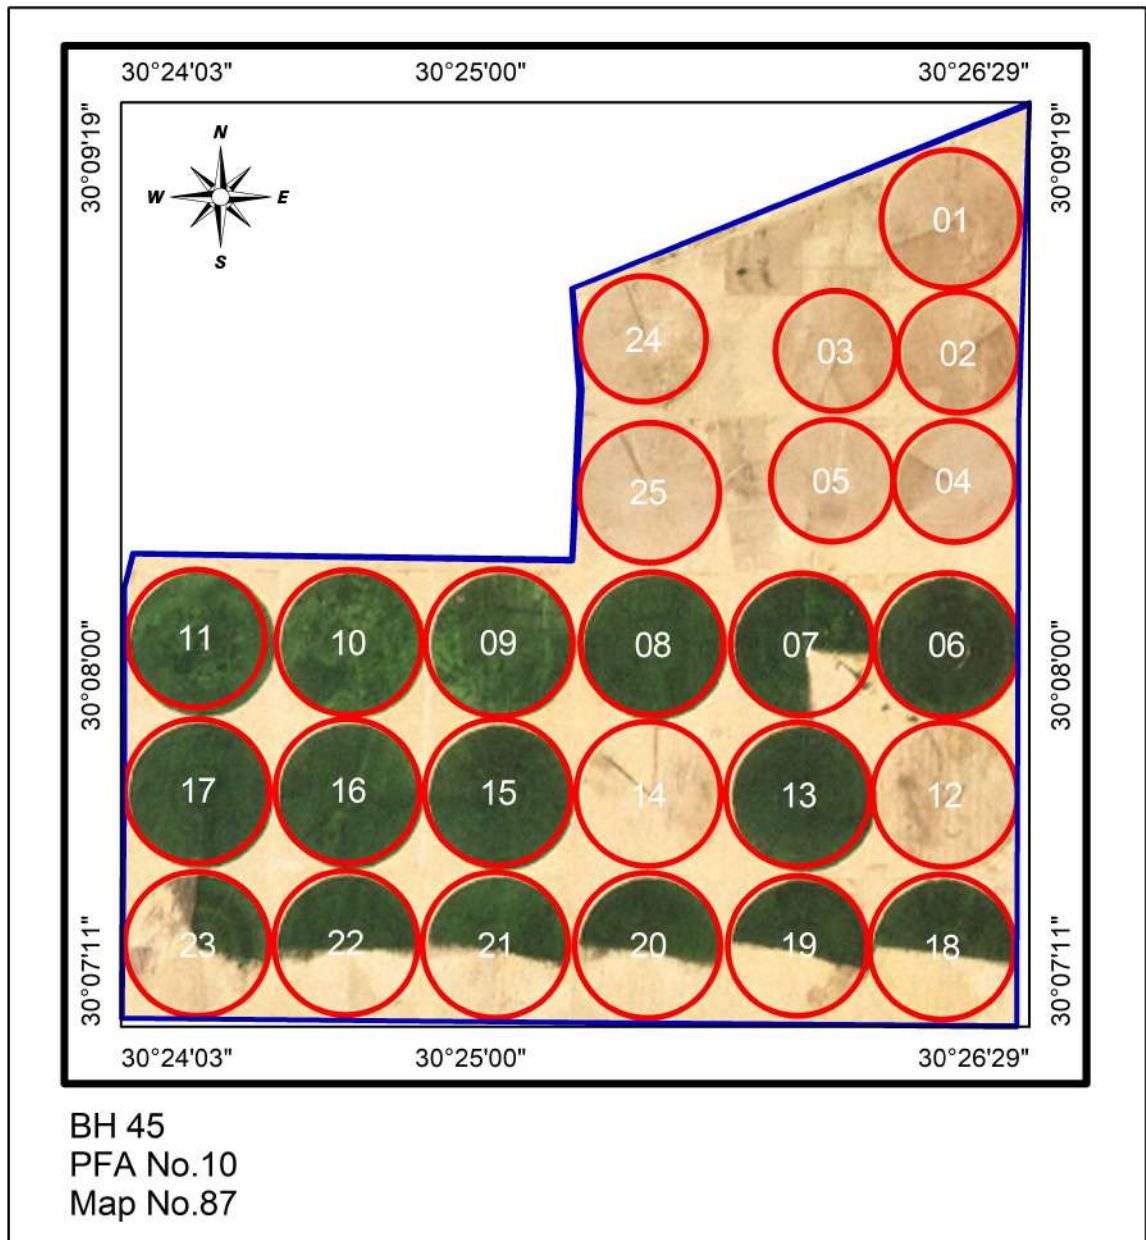 30°24'03" 30°25'00" 30°26'29"
30°09'19" 30°09'19"
N
W E
S
01
24 03 02
25 05 04
11 10 09 08 07 06
30°08'00" 30°08'00"
17 16 15 14 13 12
23 22 21 20 19 18
30°07'11" 30°07'11"
30°24'03" 30°25'00" 30°26'29"
BH 45
PFA No.10
Map No.87